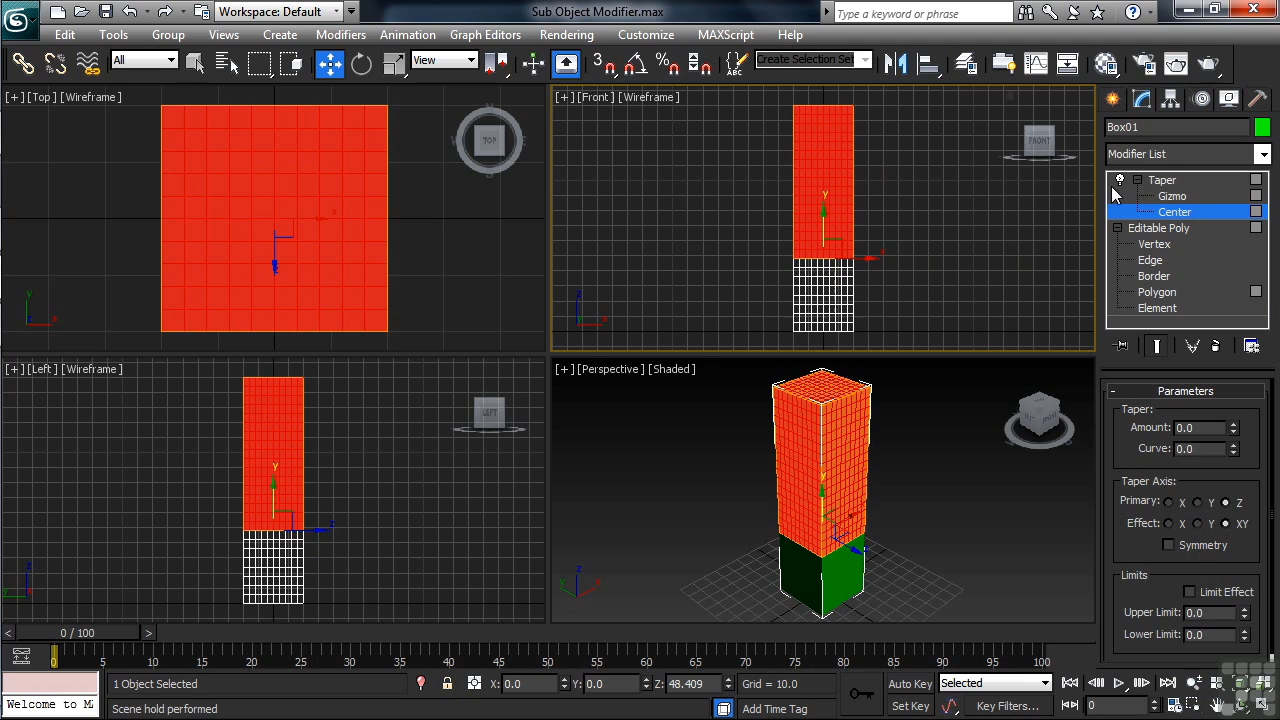 Workspace: Default
Sub Object Modifier.max
Type a keyword or phrase
Edit Tools Group Views Create Modifiers Animation Graph Editors Rendering Customize MAXScript Help
All
View
3
Create Selection Set
[+] [Top] [Wireframe]
TOP
[+] [Front] [Wireframe]
FRONT
Box01
Modifier List
Taper
Gizmo
Center
Editable Poly
Vertex
Edge
Border
Polygon
Element
[+] [Left] [Wireframe]
LEFT
[+] [Perspective] [Shaded]
Parameters
Taper:
Amount: 0.0
Curve: 0.0
Taper Axis:
Primary: X Y Z
Effect: X Y XY
Symmetry
Limits
Limit Effect
Upper Limit: 0.0
Lower Limit: 0.0
< 0 / 100 >
0 5 10 15 20 25 30 35 40 45 50 55 60 65 70 75 80 85 90 95 100
1 Object Selected
X: 0.0 Y: 0.0 Z: 48.409
Grid = 10.0
Auto Key
Selected
Welcome to MA
Scene hold performed
Add Time Tag
Set Key
Key Filters...
0